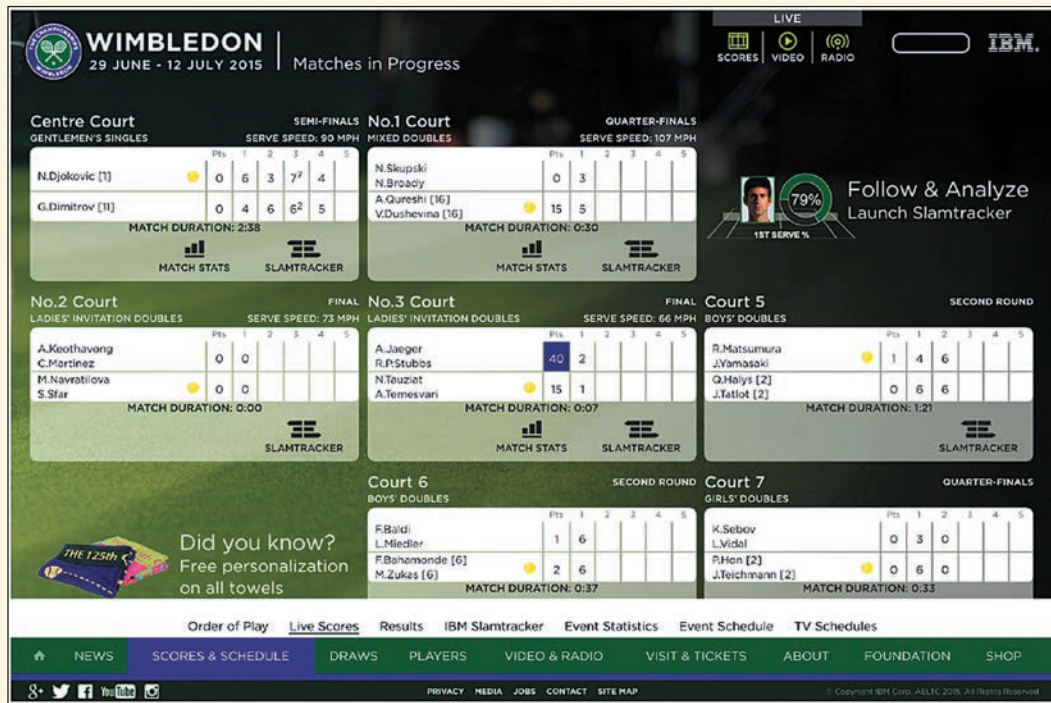 THE CHAMPIONSHIPS
WIMBLEDON
WIMBLEDON
29 JUNE - 12 JULY 2015
Matches in Progress
LIVE
SCORES VIDEO RADIO
IBM.
Centre Court SEMI-FINALS
GENTLEMEN'S SINGLES SERVE SPEED: 90 MPH
Pts 1 2 3 4 5
N.Djokovic [1] 0 6 3 7⁷ 4
G.Dimitrov [11] 0 4 6 6² 5
MATCH DURATION: 2:38
MATCH STATS SLAMTRACKER
No.1 Court QUARTER-FINALS
MIXED DOUBLES SERVE SPEED: 107 MPH
Pts 1 2 3 4 5
N.Skupski
N.Broady 0 3
A.Qureshi [16]
V.Dushevina [16] 15 5
MATCH DURATION: 0:30
MATCH STATS SLAMTRACKER
79%
1ST SERVE %
Follow & Analyze
Launch Slamtracker
No.2 Court FINAL
LADIES' INVITATION DOUBLES SERVE SPEED: 73 MPH
Pts 1 2 3 4 5
A.Keothavong
C.Martinez 0 0
M.Navratilova
S.Sfar 0 0
MATCH DURATION: 0:00
SLAMTRACKER
No.3 Court FINAL
LADIES' INVITATION DOUBLES SERVE SPEED: 66 MPH
Pts 1 2 3 4 5
A.Jaeger
R.P.Stubbs 40 2
N.Tauziat
A.Temesvari 15 1
MATCH DURATION: 0:07
MATCH STATS SLAMTRACKER
Court 5 SECOND ROUND
BOYS' DOUBLES
Pts 1 2 3 4 5
R.Matsumura
J.Yamasaki 1 4 6
Q.Halys [2]
J.Tatlot [2] 0 6 6
MATCH DURATION: 1:21
SLAMTRACKER
Court 6 SECOND ROUND
BOYS' DOUBLES
Pts 1 2 3 4 5
F.Baldi
L.Miedler 1 6
F.Bahamonde [6]
M.Zukas [6] 2 6
MATCH DURATION: 0:37
Court 7 QUARTER-FINALS
GIRLS' DOUBLES
Pts 1 2 3 4 5
K.Sebov
L.Vidal 0 3 0
P.Hon [2]
J.Teichmann [2] 0 6 0
MATCH DURATION: 0:33
THE 125th
Did you know?
Free personalization
on all towels
Order of Play Live Scores Results IBM Slamtracker Event Statistics Event Schedule TV Schedules
NEWS SCORES & SCHEDULE DRAWS PLAYERS VIDEO & RADIO VISIT & TICKETS ABOUT FOUNDATION SHOP
8+ You Tube PRIVACY MEDIA JOBS CONTACT SITE MAP © Copyright IBM Corp. AELTC 2015. All Rights Reserved